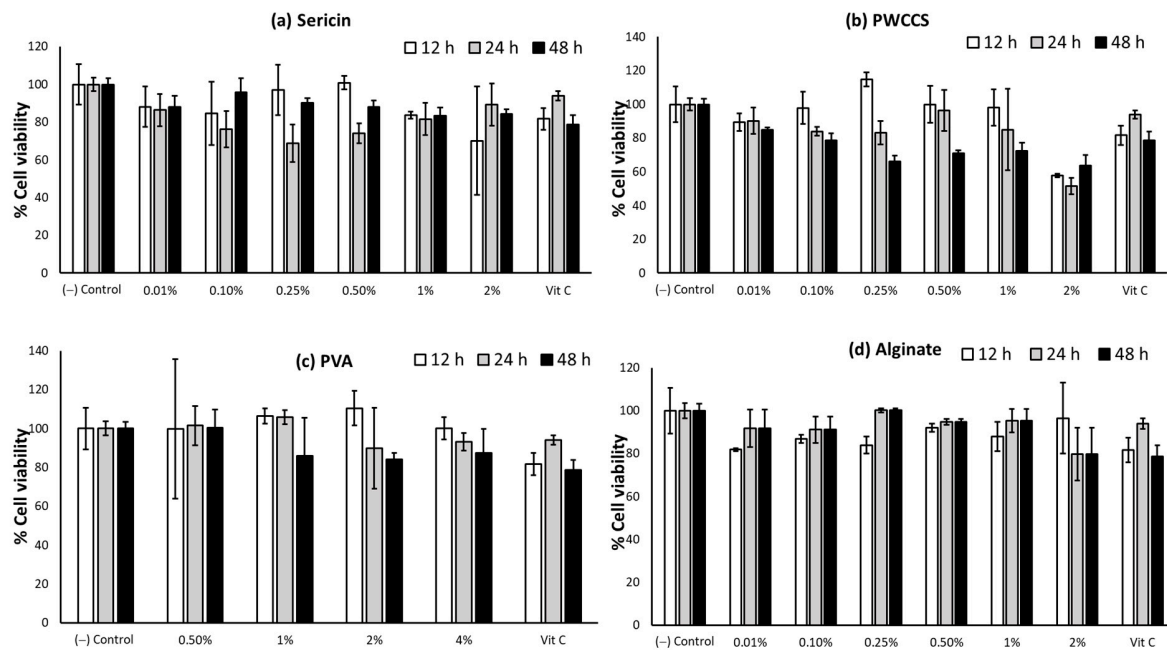 (a) Sericin
12 h 24 h 48 h
% Cell viability
120
100
80
60
40
20
0
(−) Control 0.01% 0.10% 0.25% 0.50% 1% 2% Vit C
(b) PWCCS
12 h 24 h 48 h
% Cell viability
140
120
100
80
60
40
20
0
(−) Control 0.01% 0.10% 0.25% 0.50% 1% 2% Vit C
(c) PVA
12 h 24 h 48 h
% Cell viability
140
120
100
80
60
40
20
0
(−) Control 0.50% 1% 2% 4% Vit C
(d) Alginate
12 h 24 h 48 h
% Cell viability
120
100
80
60
40
20
0
(−) Control 0.01% 0.10% 0.25% 0.50% 1% 2% Vit C